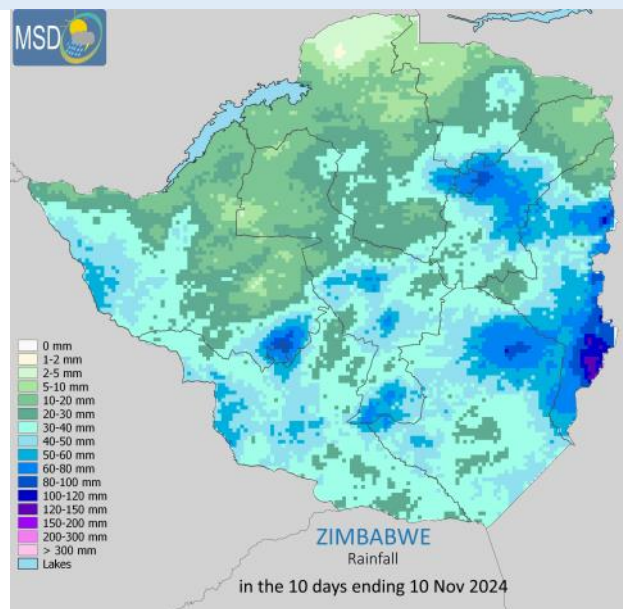 MSD
0 mm
1-2 mm
2-5 mm
5-10 mm
10-20 mm
20-30 mm
30-40 mm
40-50 mm
50-60 mm
60-80 mm
80-100 mm
100-120 mm
120-150 mm
150-200 mm
200-300 mm
> 300 mm
Lakes
ZIMBABWE
Rainfall
in the 10 days ending 10 Nov 2024